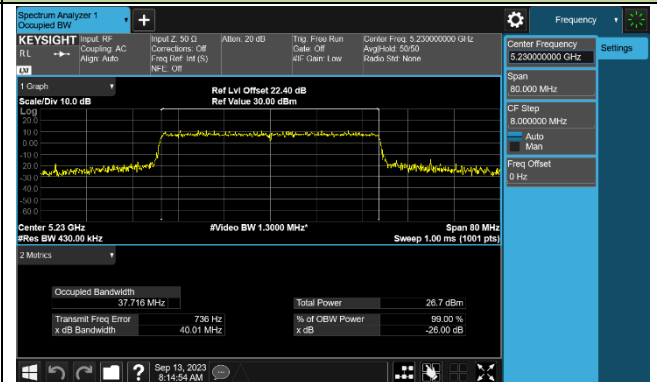 Spectrum Analyzer 1
Occupied BW
Frequency
KEYSIGHT
RL
LXI
Input: RF
Coupling: AC
Align: Auto
Input Z: 50 Ω
Corrections: Off
Freq Ref: Int (S)
NFE: Off
Atten: 20 dB
Trig: Free Run
Gate: Off
#IF Gain: Low
Center Freq: 5.230000000 GHz
Avg|Hold: 50/50
Radio Std: None
Center Frequency
5.230000000 GHz
Settings
Span
80.000 MHz
CF Step
8.000000 MHz
Auto
Man
Freq Offset
0 Hz
1 Graph
Scale/Div 10.0 dB
Ref Lvl Offset 22.40 dB
Ref Value 30.00 dBm
Log
20.0
10.0
0.00
-10.0
-20.0
-30.0
-40.0
-50.0
-60.0
Center 5.23 GHz
#Res BW 430.00 kHz
#Video BW 1.3000 MHz*
Span 80 MHz
Sweep 1.00 ms (1001 pts)
2 Metrics
Occupied Bandwidth
37.716 MHz
Total Power 26.7 dBm
Transmit Freq Error 736 Hz
% of OBW Power 99.00 %
x dB Bandwidth 40.01 MHz
x dB -26.00 dB
?
Sep 13, 2023
8:14:54 AM